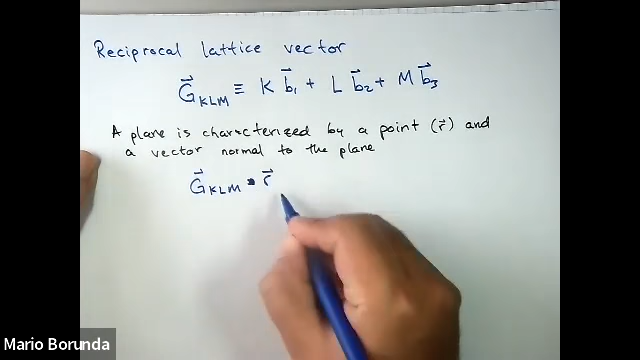 Reciprocal lattice vector
G⃗ₖₗₘ ≡ K b⃗₁ + L b⃗₂ + M b⃗₃
A plane is characterized by a point (r⃗) and
a vector normal to the plane
G⃗ₖₗₘ • r⃗
Mario Borunda